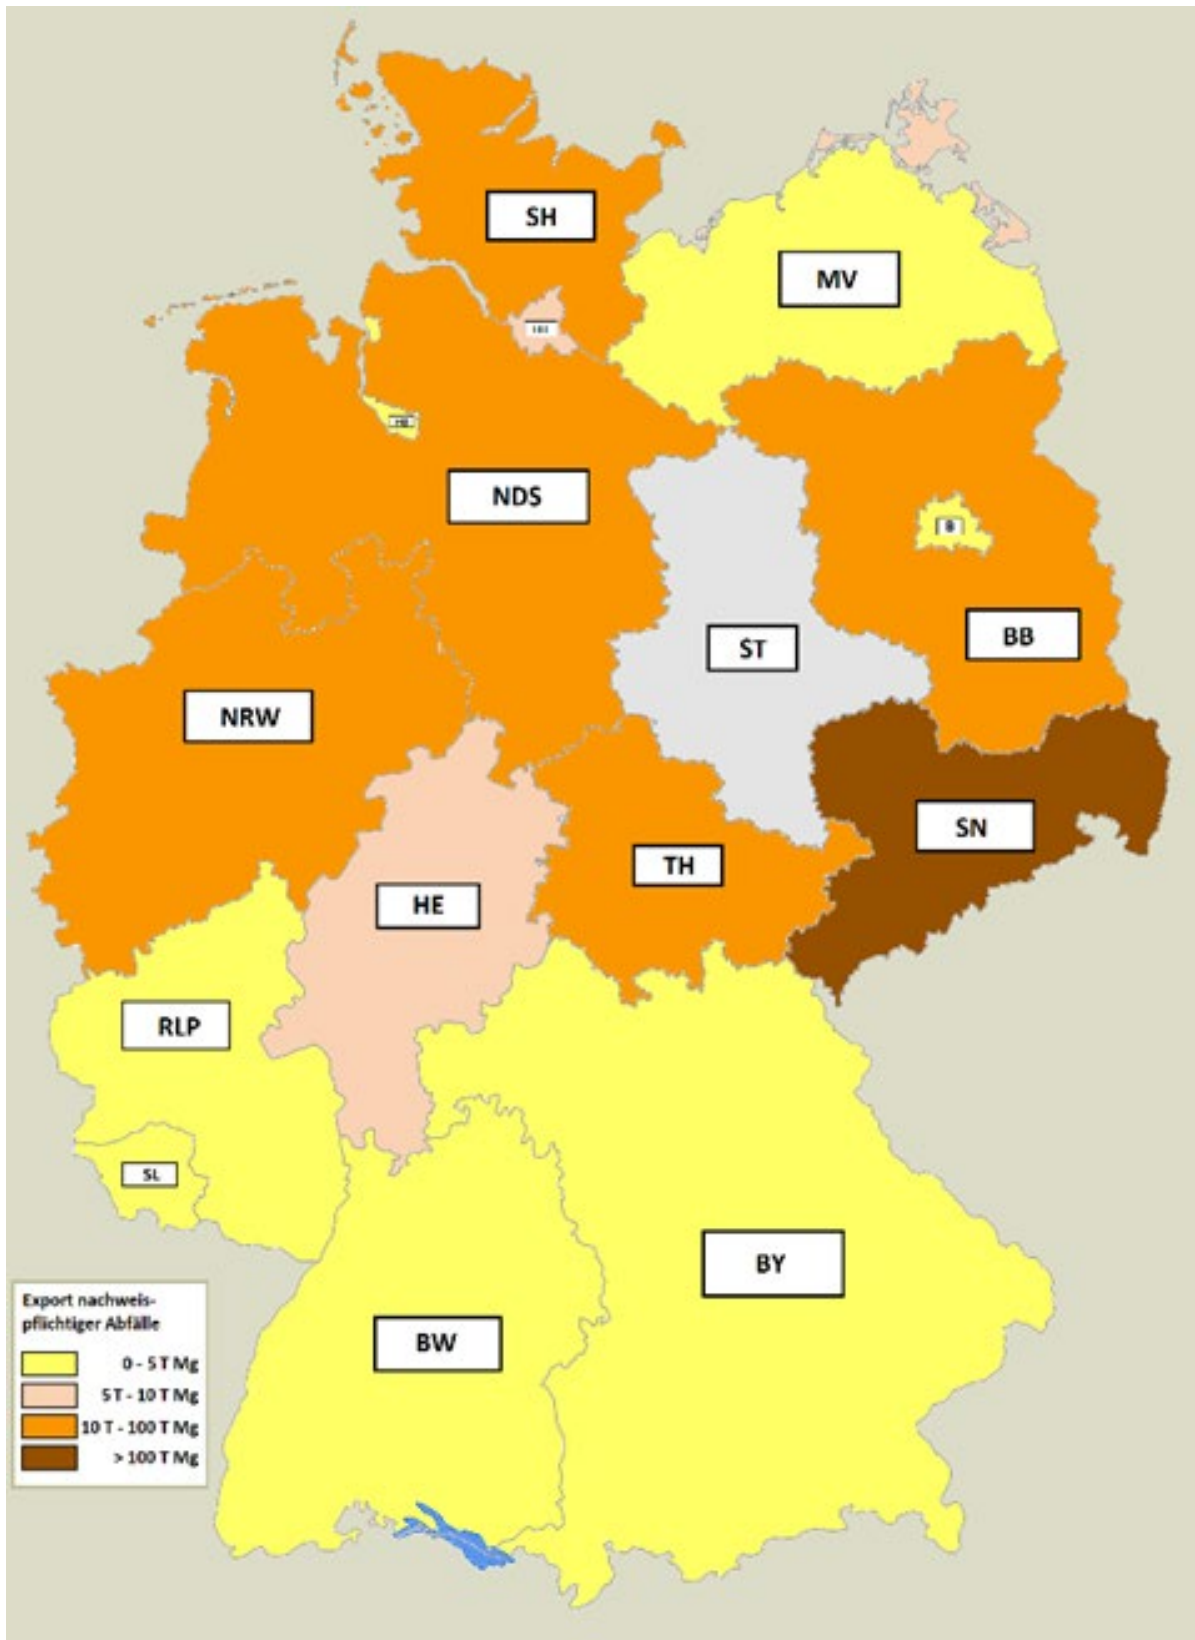 SH
MV
HB
NDS
B
BB
ST
NRW
SN
TH
HE
RLP
SL
BY
BW
Export nachweis-
pflichtiger Abfälle
0 - 5 T Mg
5 T - 10 T Mg
10 T - 100 T Mg
> 100 T Mg